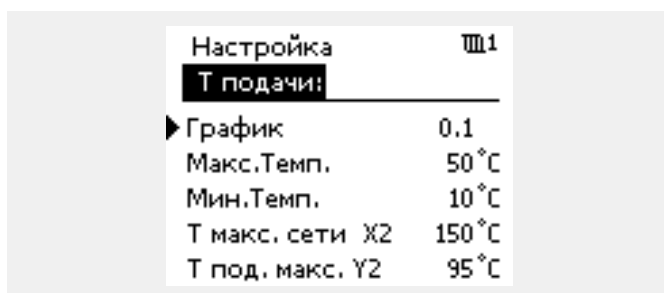 Настройка 1
Т подачи:
График 0.1
Макс.Темп. 50°C
Мин.Темп. 10°C
Т макс. сети X2 150°C
Т под. макс. Y2 95°C